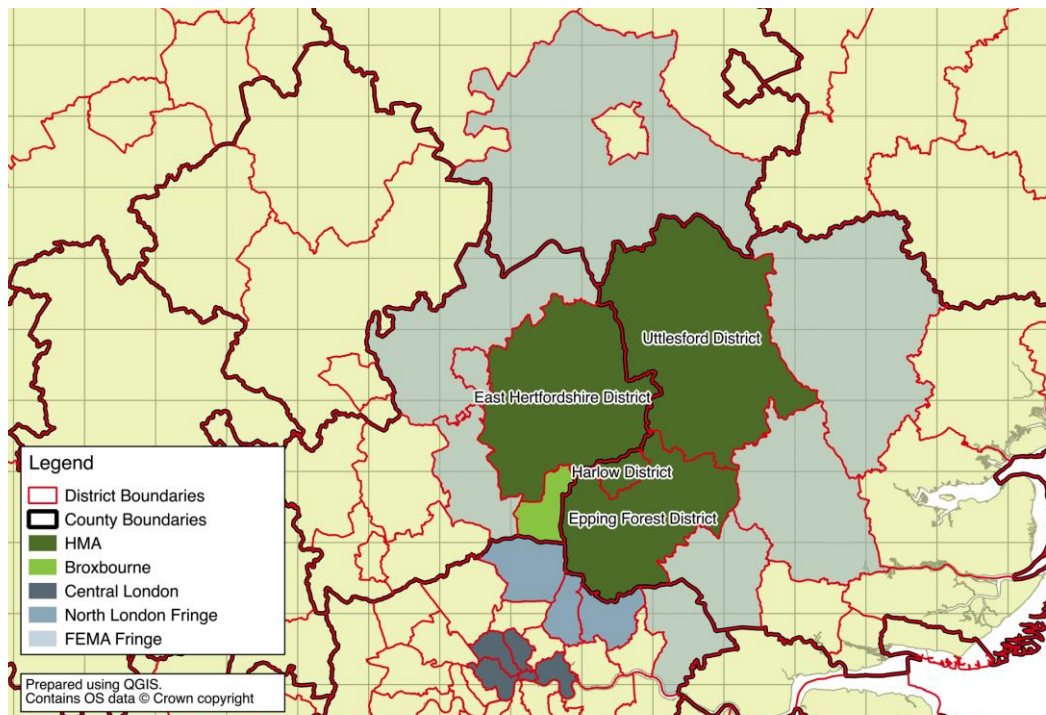 Uttlesford District
East Hertfordshire District
Harlow District
Epping Forest District
Legend
District Boundaries
County Boundaries
HMA
Broxbourne
Central London
North London Fringe
FEMA Fringe
Prepared using QGIS.
Contains OS data © Crown copyright